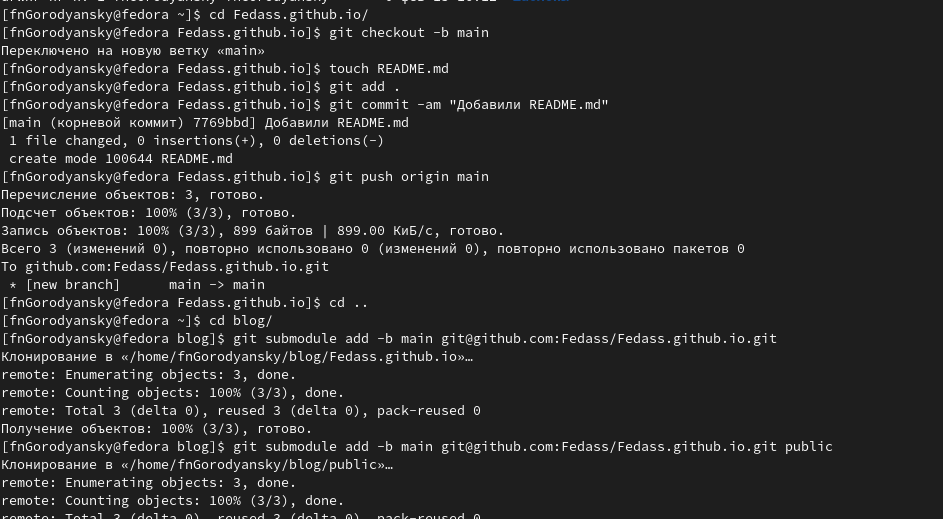 [fnGorodyansky@fedora ~]$ cd Fedass.github.io/
[fnGorodyansky@fedora Fedass.github.io]$ git checkout -b main
Переключено на новую ветку «main»
[fnGorodyansky@fedora Fedass.github.io]$ touch README.md
[fnGorodyansky@fedora Fedass.github.io]$ git add .
[fnGorodyansky@fedora Fedass.github.io]$ git commit -am "Добавили README.md"
[main (корневой коммит) 7769bbd] Добавили README.md
 1 file changed, 0 insertions(+), 0 deletions(-)
 create mode 100644 README.md
[fnGorodyansky@fedora Fedass.github.io]$ git push origin main
Перечисление объектов: 3, готово.
Подсчет объектов: 100% (3/3), готово.
Запись объектов: 100% (3/3), 899 байтов | 899.00 КиБ/с, готово.
Всего 3 (изменений 0), повторно использовано 0 (изменений 0), повторно использовано пакетов 0
To github.com:Fedass/Fedass.github.io.git
 * [new branch]      main -> main
[fnGorodyansky@fedora Fedass.github.io]$ cd ..
[fnGorodyansky@fedora ~]$ cd blog/
[fnGorodyansky@fedora blog]$ git submodule add -b main git@github.com:Fedass/Fedass.github.io.git
Клонирование в «/home/fnGorodyansky/blog/Fedass.github.io»…
remote: Enumerating objects: 3, done.
remote: Counting objects: 100% (3/3), done.
remote: Total 3 (delta 0), reused 3 (delta 0), pack-reused 0
Получение объектов: 100% (3/3), готово.
[fnGorodyansky@fedora blog]$ git submodule add -b main git@github.com:Fedass/Fedass.github.io.git public
Клонирование в «/home/fnGorodyansky/blog/public»…
remote: Enumerating objects: 3, done.
remote: Counting objects: 100% (3/3), done.
remote: Total 3 (delta 0), reused 3 (delta 0), pack-reused 0